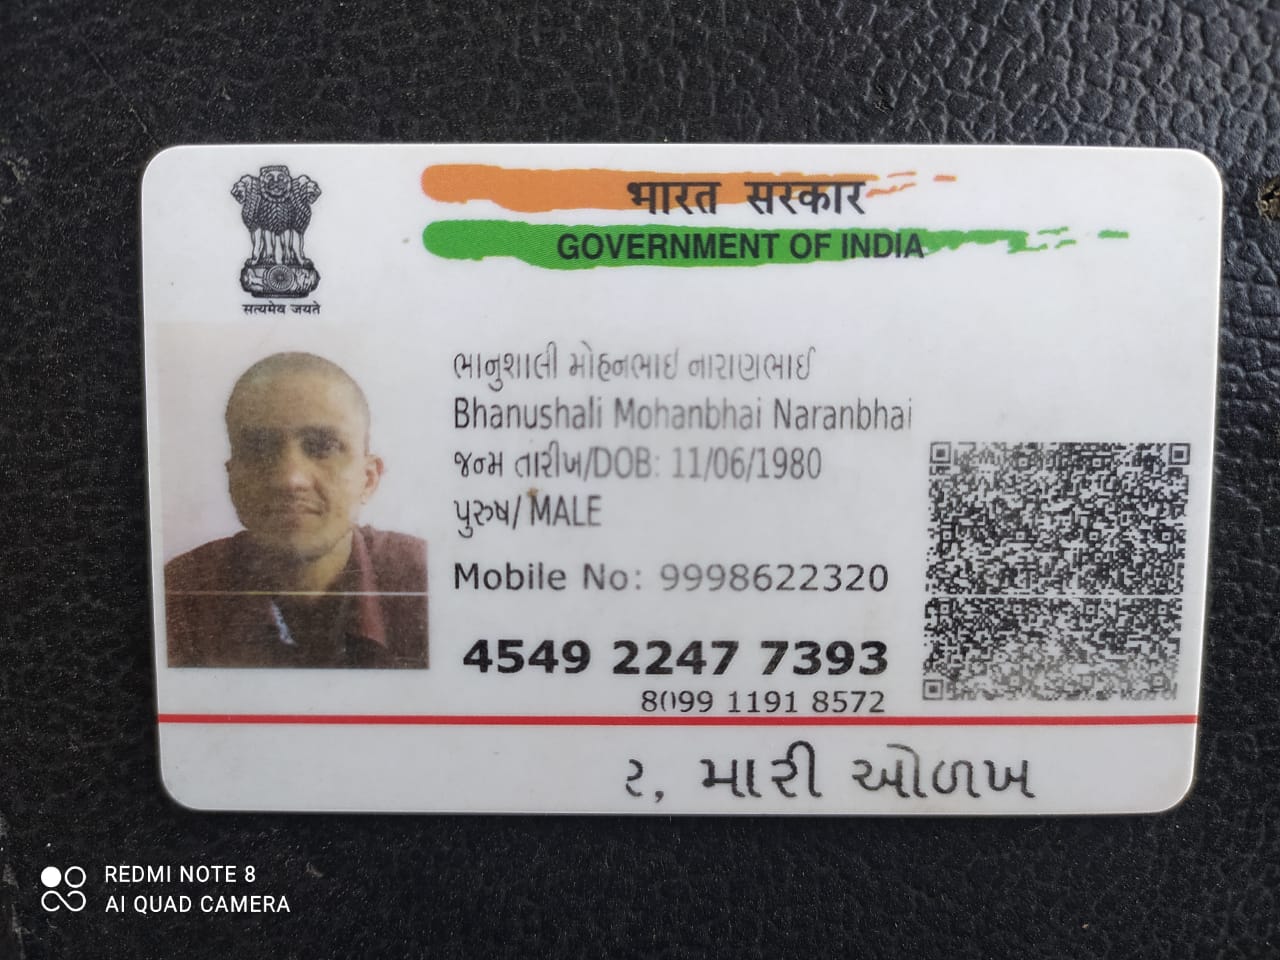 भारत सरकार
GOVERNMENT OF INDIA
सत्यमेव जयते
ભાનુશાલી મોહનભાઇ નારાણભાઈ
Bhanushali Mohanbhai Naranbhai
જન્મ તારીખ/DOB: 11/06/1980
પુરુષ/ MALE
Mobile No: 9998622320
4549 2247 7393
8099 1191 8572
ર, મારી ઓળખ
REDMI NOTE 8
AI QUAD CAMERA